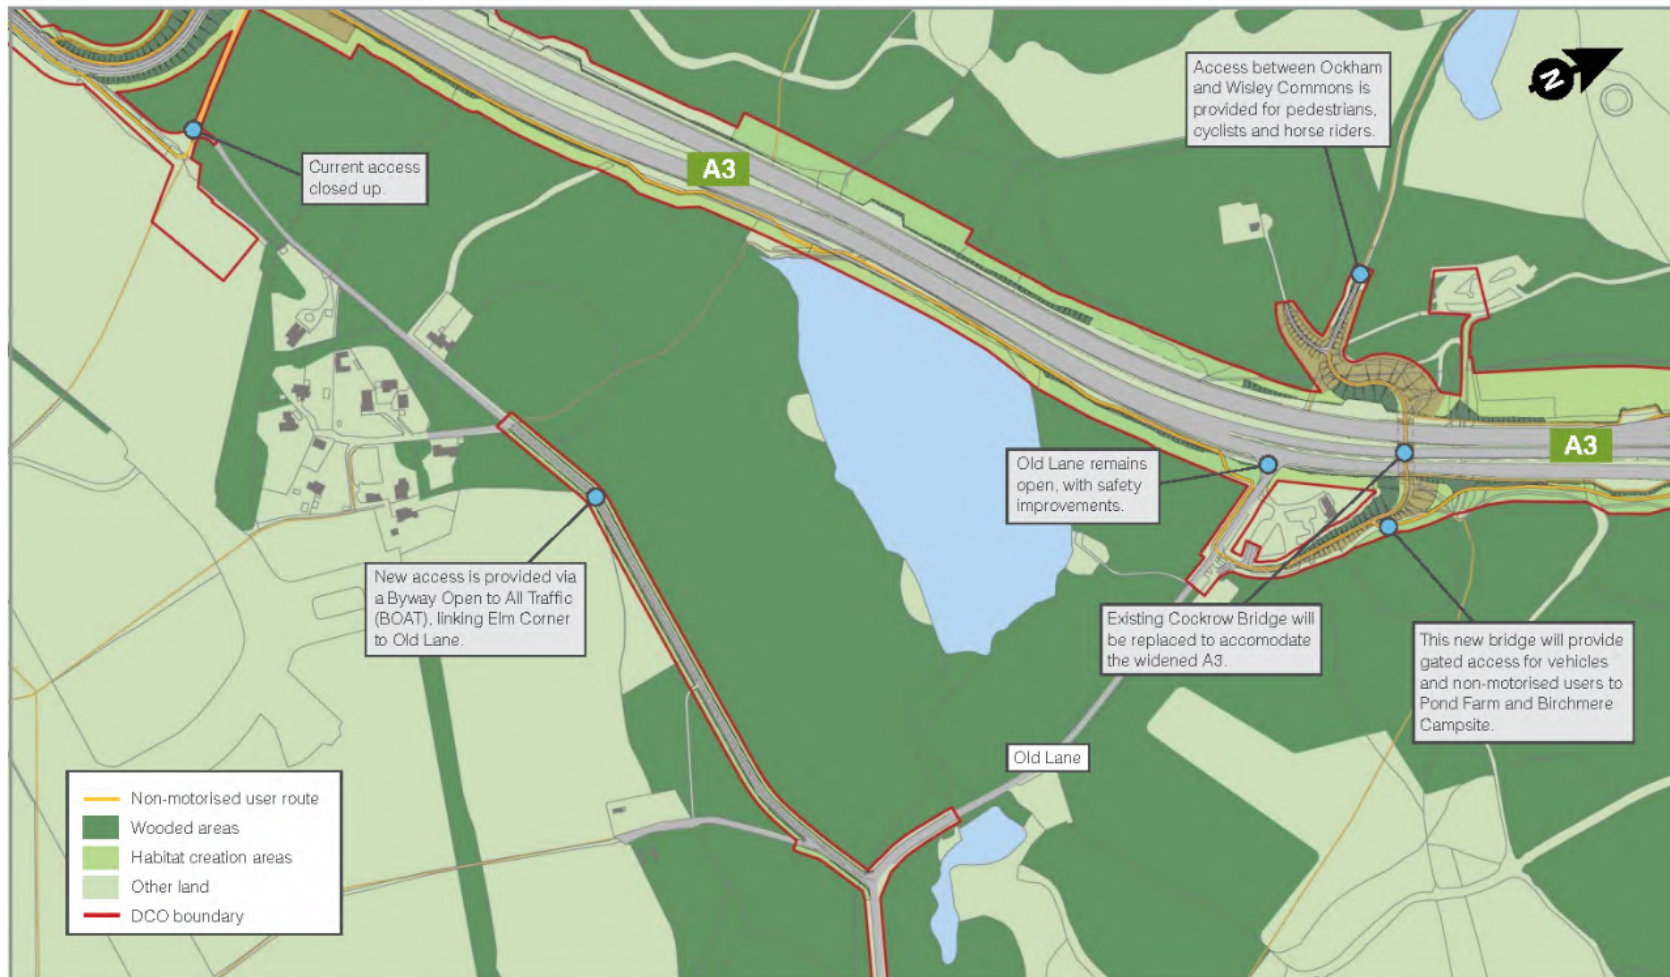 Access between Ockham
and Wisley Commons is
provided for pedestrians,
cyclists and horse riders.
N
A3
Current access
closed up.
A3
Old Lane remains
open, with safety
improvements.
New access is provided via
a Byway Open to All Traffic
(BOAT), linking Elm Corner
to Old Lane.
Existing Cockrow Bridge will
be replaced to accomodate
the widened A3.
This new bridge will provide
gated access for vehicles
and non-motorised users to
Pond Farm and Birchmere
Campsite.
Old Lane
Non-motorised user route
Wooded areas
Habitat creation areas
Other land
DCO boundary